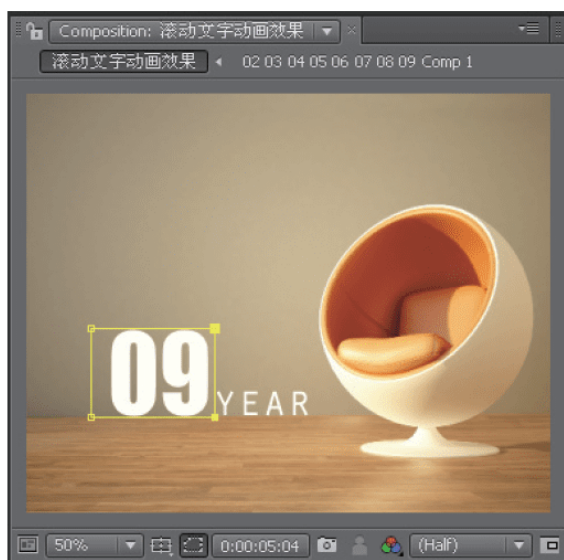 Composition: 滚动文字动画效果
滚动文字动画效果 02 03 04 05 06 07 08 09 Comp 1
09 YEAR
50% 0:00:05:04 (Half)